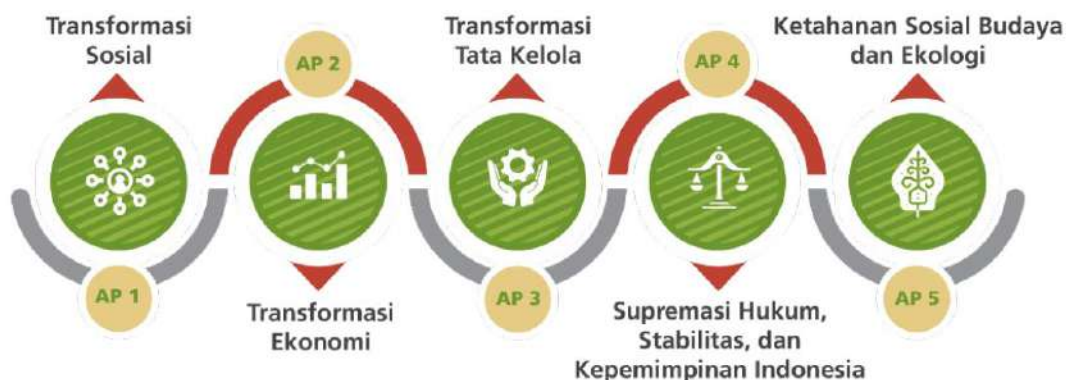 Transformasi
Sosial
AP 1
AP 2
Transformasi
Ekonomi
Transformasi
Tata Kelola
AP 3
AP 4
Supremasi Hukum,
Stabilitas, dan
Kepemimpinan Indonesia
Ketahanan Sosial Budaya
dan Ekologi
AP 5